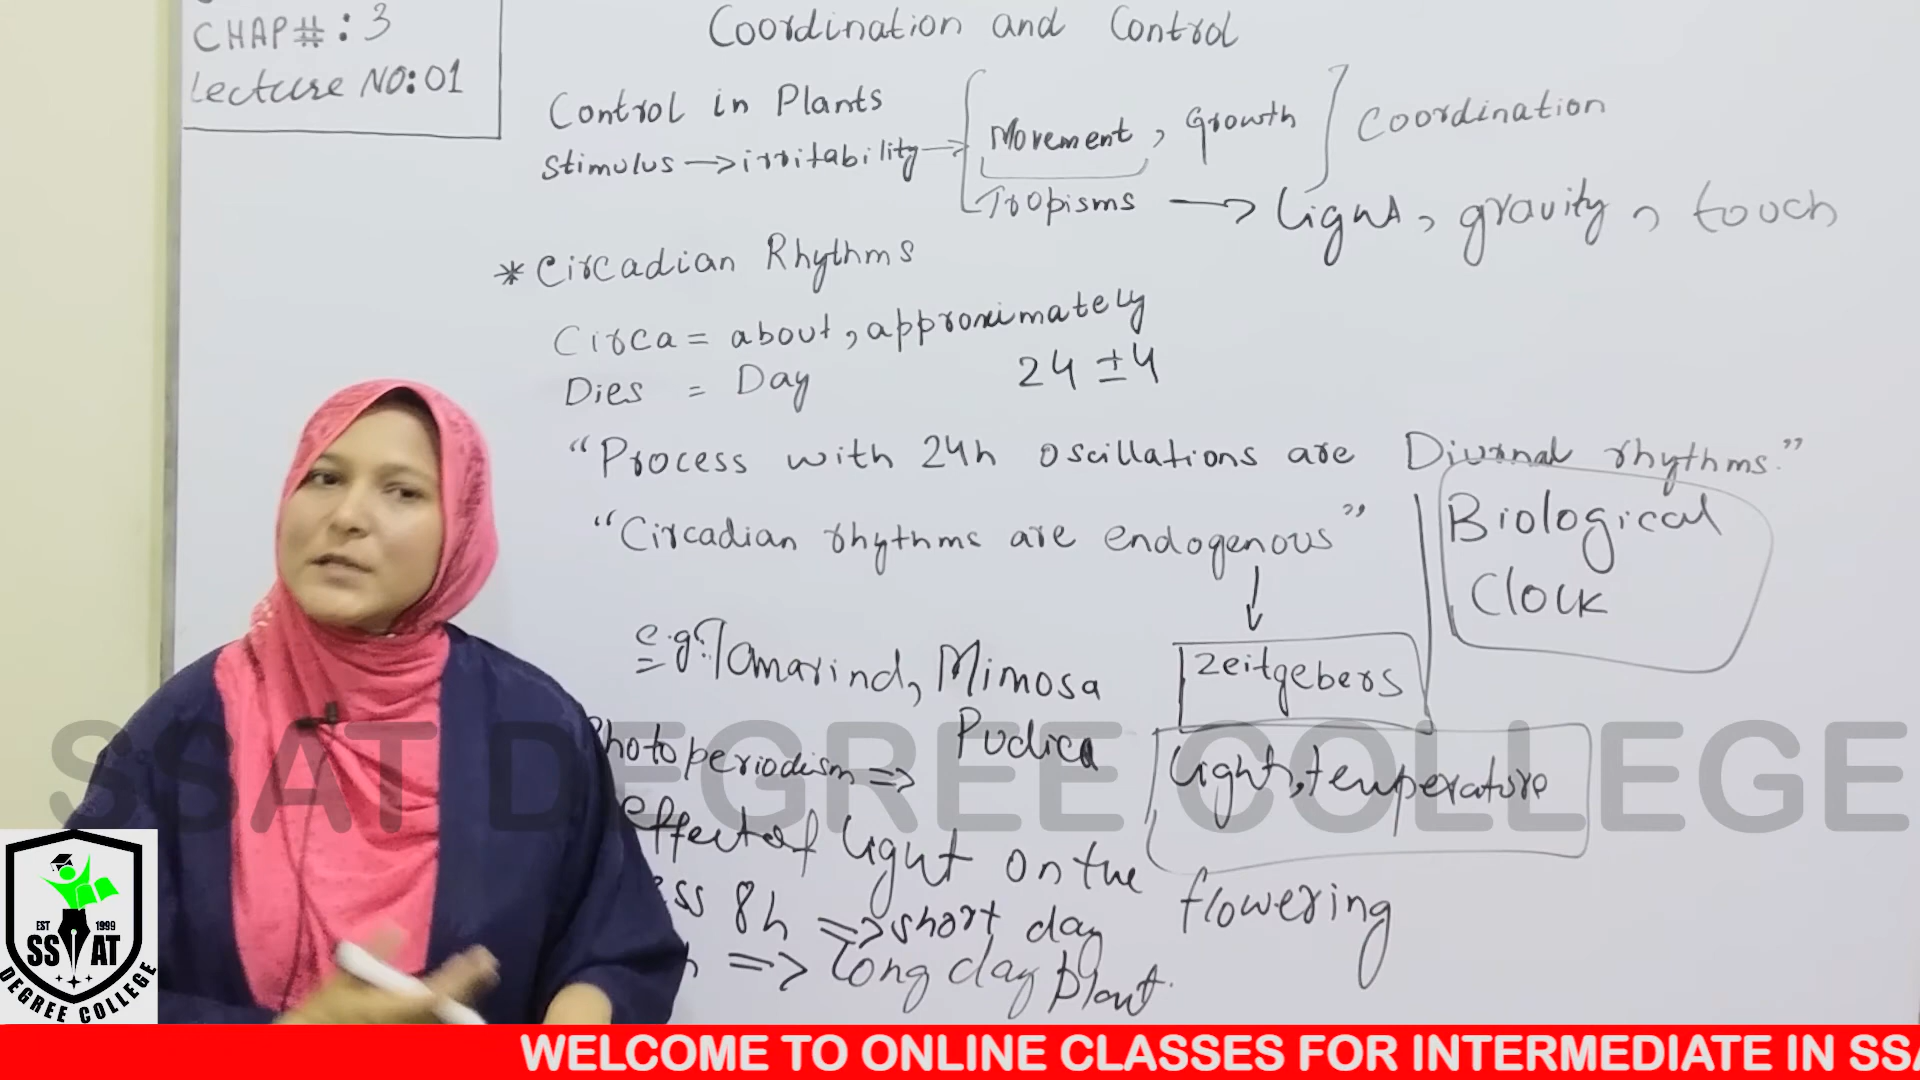 CHAP#: 3
Lecture NO: 01
Coordination and Control
Control in Plants
Stimulus → irritability → [Movement, Growth] Coordination
Tropisms → Light, gravity, touch
* Circadian Rhythms
Circa = about, approximately
Dies = Day 24 ± 4
"Process with 24h oscillations are Diurnal rhythms."
"Circadian rhythms are endogenous"
Biological
Clock
e.g: Tamarind, Mimosa
Pudica
Zeitgebers
Light, temperature
Photoperiodism =>
effect of light on the
flowering
ss 8h => short day
h => long day plant.
SSAT DEGREE COLLEGE
EST 1999
SSAT
DEGREE COLLEGE
WELCOME TO ONLINE CLASSES FOR INTERMEDIATE IN SSA